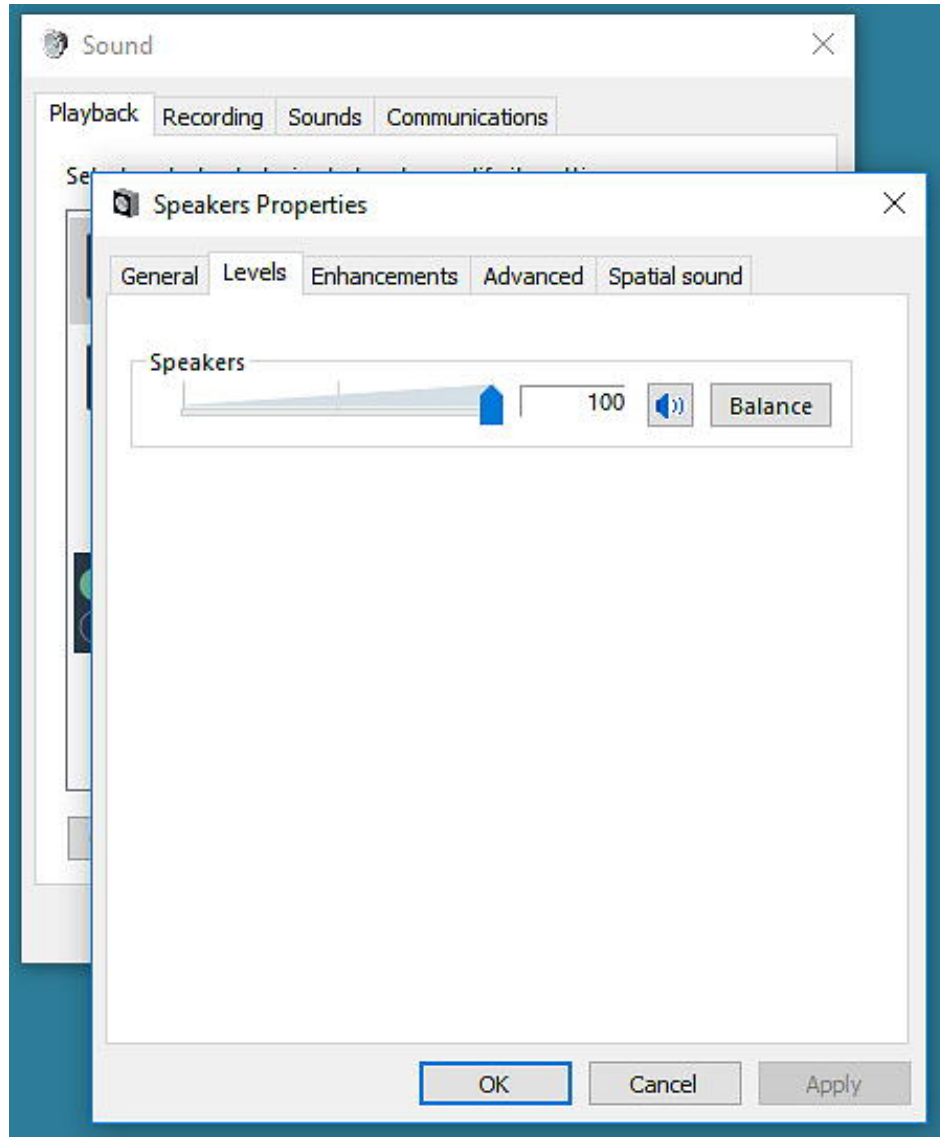 Sound
Playback Recording Sounds Communications
Speakers Properties
General Levels Enhancements Advanced Spatial sound
Speakers
100 Balance
OK Cancel Apply